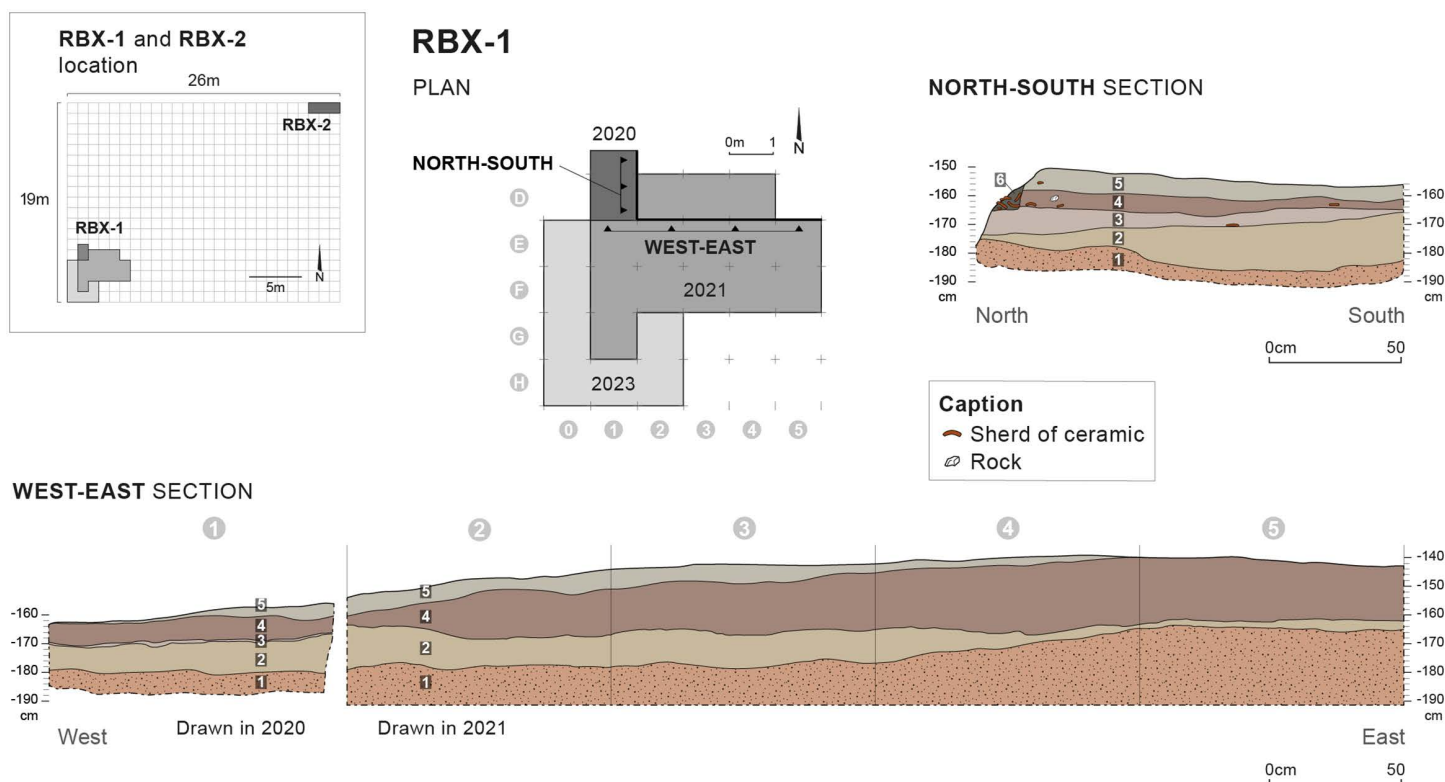 RBX-1 and RBX-2
location
26m
19m
RBX-2
RBX-1
5m
N
RBX-1
PLAN
2020
0m 1
N
NORTH-SOUTH
D
E
WEST-EAST
F
2021
G
H
2023
0 1 2 3 4 5
NORTH-SOUTH SECTION
-150
-160
-170
-180
-190
cm
6
5
4
3
2
1
-160
-170
-180
-190
cm
North South
0cm 50
Caption
Sherd of ceramic
Rock
WEST-EAST SECTION
1 2 3 4 5
-160
-170
-180
-190
cm
5
4
3
2
1
5
4
2
1
-140
-150
-160
-170
-180
-190
cm
West
Drawn in 2020
Drawn in 2021
East
0cm 50